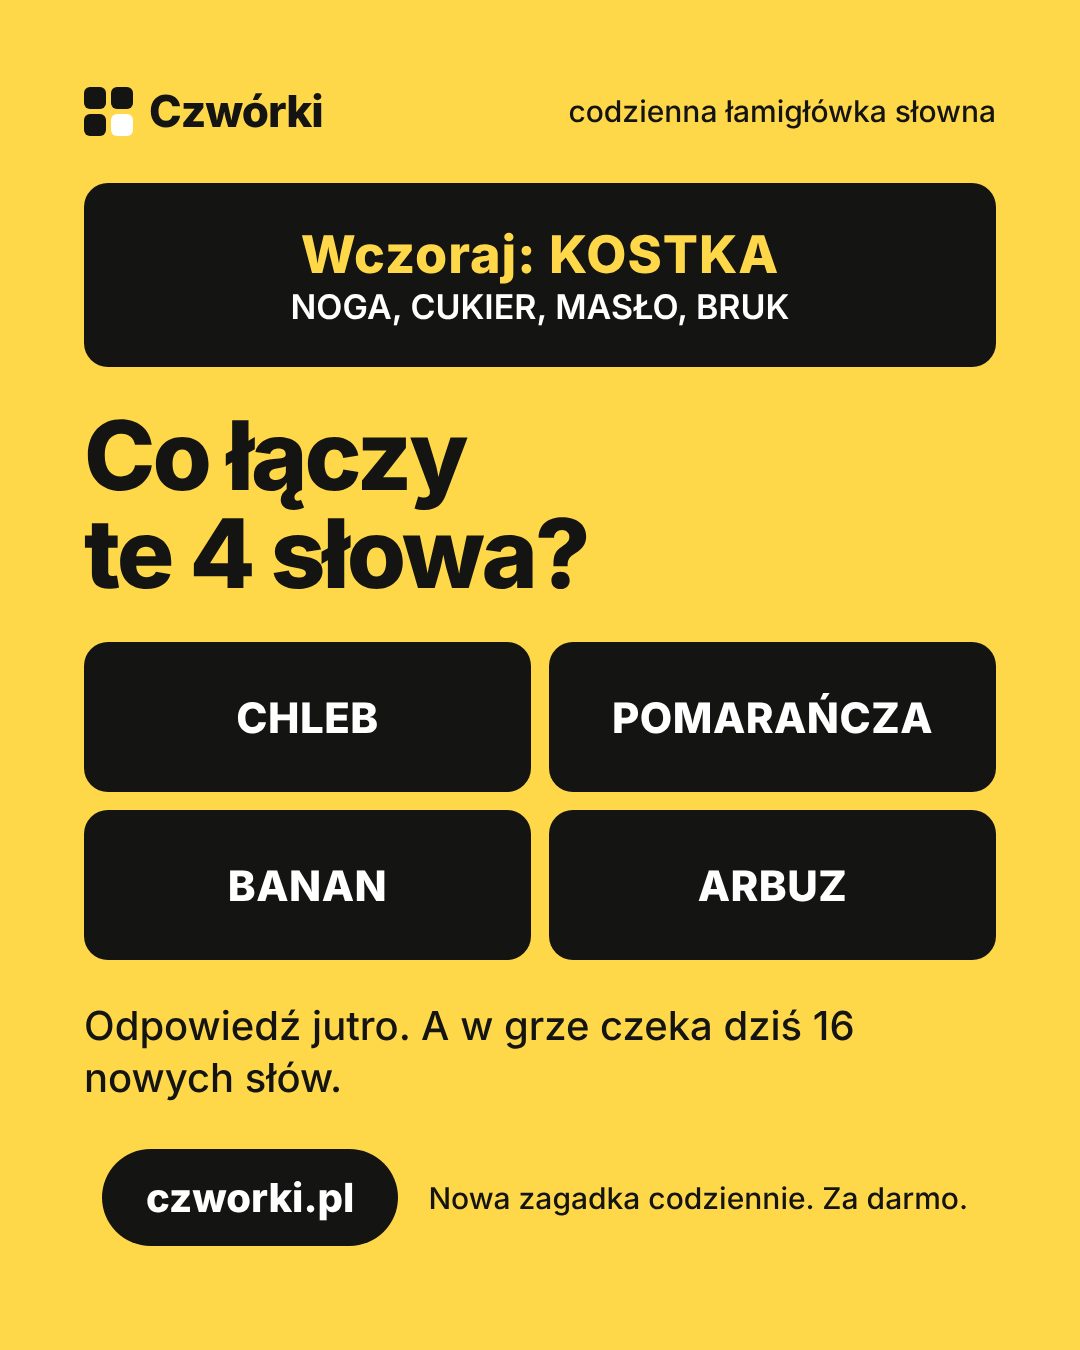 Czwórki
codzienna łamigłówka słowna
Wczoraj: KOSTKA
NOGA, CUKIER, MASŁO, BRUK
Co łączy
te 4 słowa?
CHLEB
POMARAŃCZA
BANAN
ARBUZ
Odpowiedź jutro. A w grze czeka dziś 16
nowych słów.
czworki.pl
Nowa zagadka codziennie. Za darmo.